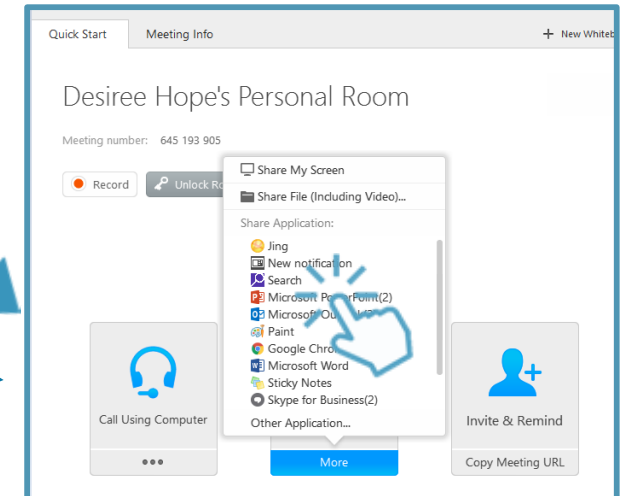 Quick Start Meeting Info + New Whiteb
Desiree Hope's Personal Room
Meeting number: 645 193 905
Record Unlock Ro
Share My Screen
Share File (Including Video)...
Share Application:
Jing
New notification
Search
Microsoft PowerPoint(2)
Microsoft
Paint
Google Chro
Microsoft Word
Sticky Notes
Skype for Business(2)
Other Application...
Call Using Computer
More
Invite & Remind
Copy Meeting URL